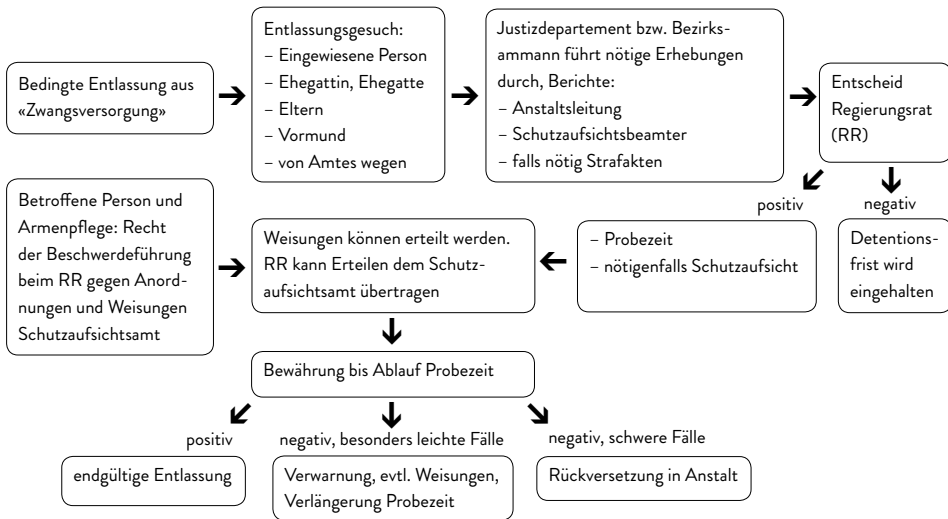 Bedingte Entlassung aus
«Zwangsversorgung»
Entlassungsgesuch:
– Eingewiesene Person
– Ehegattin, Ehegatte
– Eltern
– Vormund
– von Amtes wegen
Justizdepartement bzw. Bezirks-
ammann führt nötige Erhebungen
durch, Berichte:
– Anstaltsleitung
– Schutzaufsichtsbeamter
– falls nötig Strafakten
Entscheid
Regierungsrat
(RR)
positiv
negativ
Betroffene Person und
Armenpflege: Recht
der Beschwerdeführung
beim RR gegen Anord-
nungen und Weisungen
Schutzaufsichtsamt
Weisungen können erteilt werden.
RR kann Erteilen dem Schutz-
aufsichtsamt übertragen
– Probezeit
– nötigenfalls Schutzaufsicht
Detentions-
frist wird
eingehalten
Bewährung bis Ablauf Probezeit
positiv
negativ, besonders leichte Fälle
negativ, schwere Fälle
endgültige Entlassung
Verwarnung, evtl. Weisungen,
Verlängerung Probezeit
Rückversetzung in Anstalt